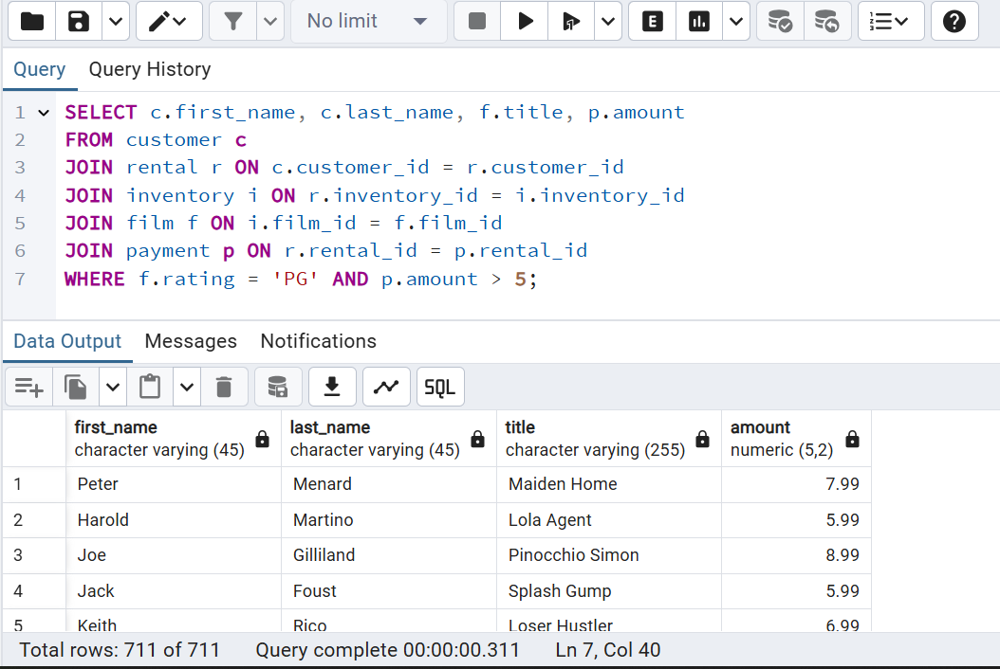 No limit
E
Query Query History
1 SELECT c.first_name, c.last_name, f.title, p.amount
2 FROM customer c
3 JOIN rental r ON c.customer_id = r.customer_id
4 JOIN inventory i ON r.inventory_id = i.inventory_id
5 JOIN film f ON i.film_id = f.film_id
6 JOIN payment p ON r.rental_id = p.rental_id
7 WHERE f.rating = 'PG' AND p.amount > 5;
Data Output Messages Notifications
SQL
first_name last_name title amount
character varying (45) character varying (45) character varying (255) numeric (5,2)
1 Peter Menard Maiden Home 7.99
2 Harold Martino Lola Agent 5.99
3 Joe Gilliland Pinocchio Simon 8.99
4 Jack Foust Splash Gump 5.99
5 Keith Rico Loser Hustler 6.99
Total rows: 711 of 711 Query complete 00:00:00.311 Ln 7, Col 40